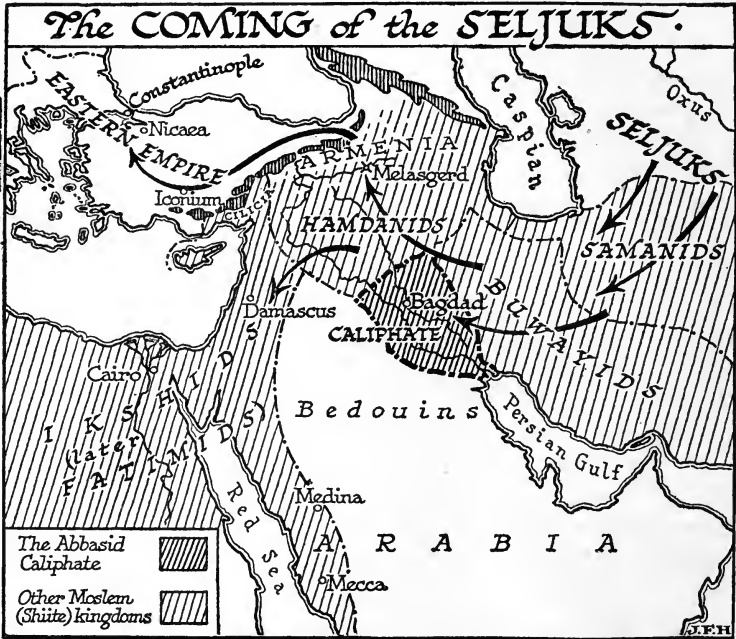 The COMING of the SELJUKS.
Constantinople
Nicaea
EASTERN EMPIRE
Iconium
CILICIA
ARMENIA
Melasgerd
Caspian
Oxus
SELJUKS
SAMANIDS
HAMDANIDS
BUWAYIDS
Damascus
Bagdad
CALIPHATE
Cairo
IKSHIDS
(later
FATIMIDS)
Bedouins
Persian Gulf
Red Sea
Medina
ARABIA
Mecca
The Abbasid
Caliphate
Other Moslem
(Shiite) kingdoms
J.F.H